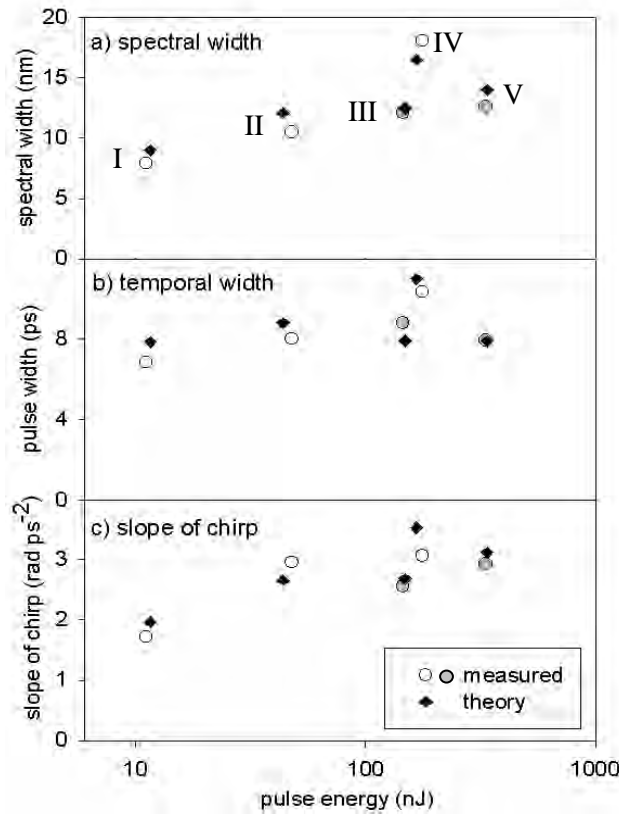 20
a) spectral width
IV
15
V
III
II
10
I
5
0
spectral width (nm)
b) temporal width
8
4
0
pulse width (ps)
c) slope of chirp
3
2
1
0
slope of chirp (rad ps⁻²)
measured
theory
10
100
1000
pulse energy (nJ)